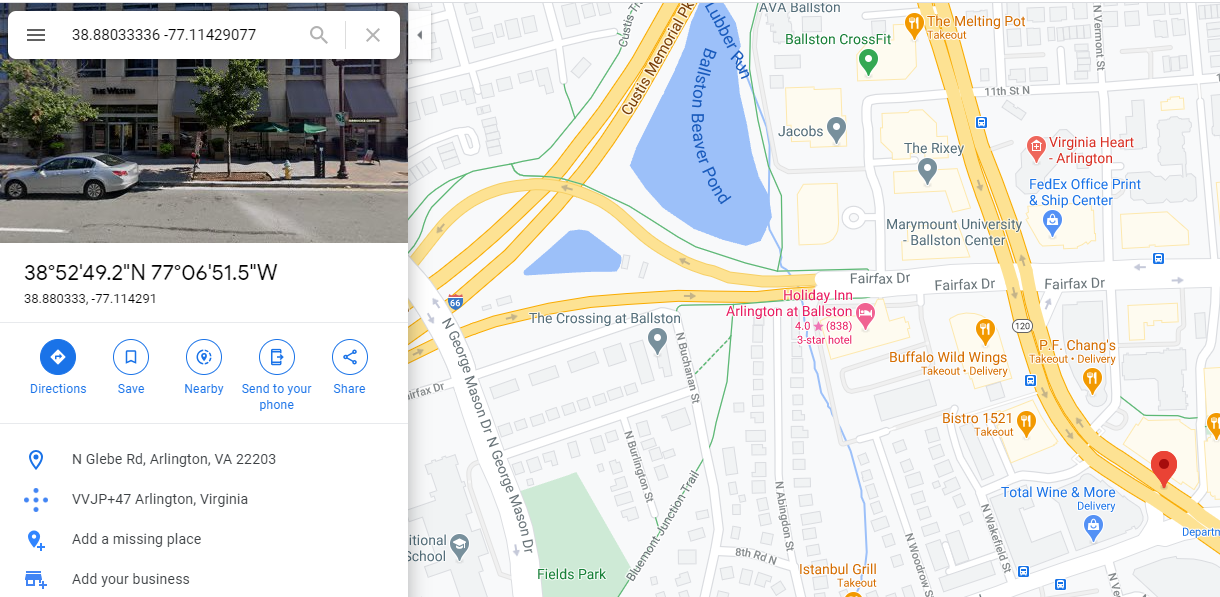 38.88033336 -77.11429077
THE WESTIN
38°52'49.2"N 77°06'51.5"W
38.880333, -77.114291
Directions
Save
Nearby
Send to your
phone
Share
N Glebe Rd, Arlington, VA 22203
VVJP+47 Arlington, Virginia
Add a missing place
Add your business
AVA Ballston
The Melting Pot
Takeout
Ballston CrossFit
N Vermont St
Custis-Tr
Custis Memorial Pk
Lubber Run
Ballston Beaver Pond
11th St N
Jacobs
The Rixey
Virginia Heart
- Arlington
FedEx Office Print
& Ship Center
Marymount University
- Ballston Center
Fairfax Dr
Fairfax Dr
Fairfax Dr
Holiday Inn
Arlington at Ballston
4.0 ★ (838)
3-star hotel
66
The Crossing at Ballston
120
P.F. Chang's
Takeout • Delivery
Buffalo Wild Wings
Takeout • Delivery
N George Mason Dr
N George Mason Dr
N Buchanan St
airfax Dr
Bistro 1521
Takeout
N Burlington St
Bluemont Junction-Trail
N Abingdon St
Total Wine & More
Delivery
N Wakefield St
N Woodrow S
Departn
itional
School
8th Rd N
Fields Park
Istanbul Grill
Takeout
N Ve